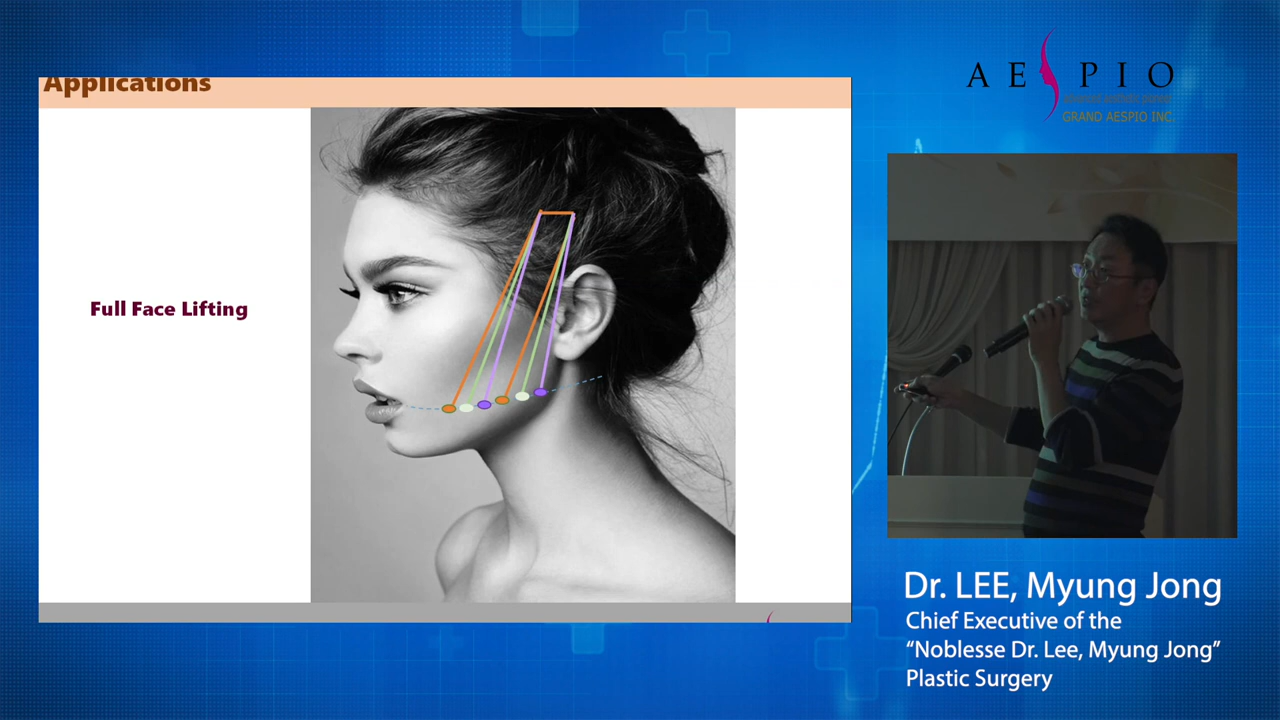 Applications
Full Face Lifting
AESPIO
GRAND AESPIO INC.
Dr. LEE, Myung Jong
Chief Executive of the
“Noblesse Dr. Lee, Myung Jong”
Plastic Surgery